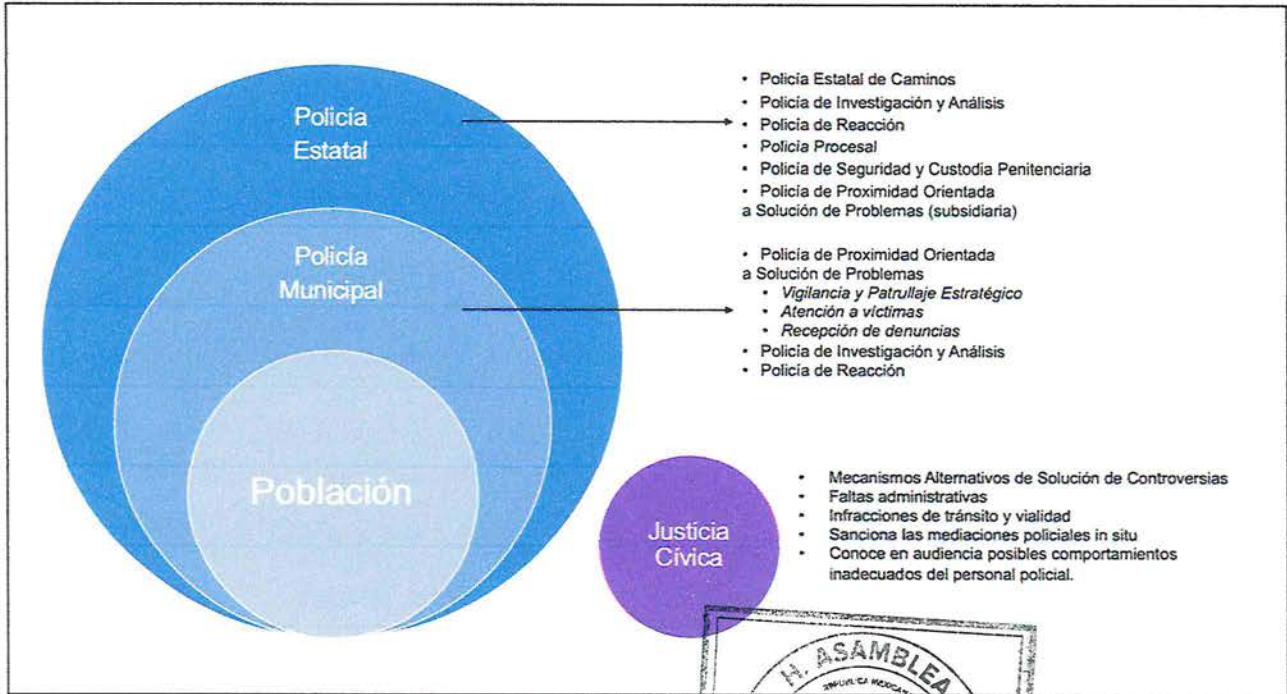 Policía
Estatal
• Policía Estatal de Caminos
• Policía de Investigación y Análisis
• Policía de Reacción
• Policía Procesal
• Policía de Seguridad y Custodia Penitenciaria
• Policía de Proximidad Orientada
a Solución de Problemas (subsidiaria)
Policía
Municipal
• Policía de Proximidad Orientada
a Solución de Problemas
• Vigilancia y Patrullaje Estratégico
• Atención a víctimas
• Recepción de denuncias
• Policía de Investigación y Análisis
• Policía de Reacción
Población
Justicia
Cívica
• Mecanismos Alternativos de Solución de Controversias
• Faltas administrativas
• Infracciones de tránsito y vialidad
• Sanciona las mediaciones policiales in situ
• Conoce en audiencia posibles comportamientos
inadecuados del personal policial.
H. ASAMBLEA